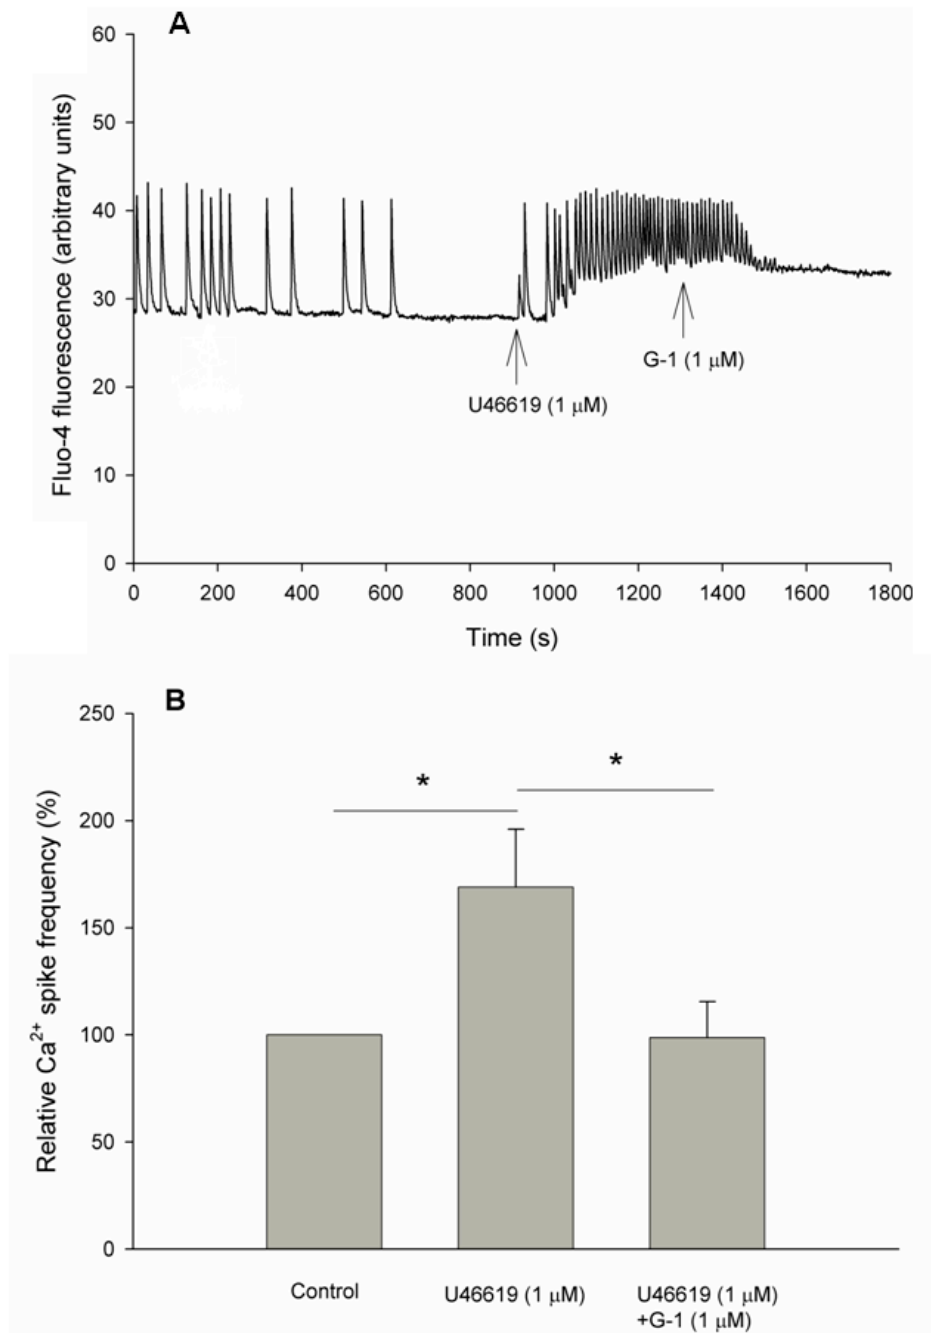 A
60
50
40
30
20
10
0
Fluo-4 fluorescence (arbitrary units)
U46619 (1 µM)
G-1 (1 µM)
0 200 400 600 800 1000 1200 1400 1600 1800
Time (s)
B
250
200
150
100
50
0
Relative Ca²⁺ spike frequency (%)
*
*
Control
U46619 (1 µM)
U46619 (1 µM)
+G-1 (1 µM)